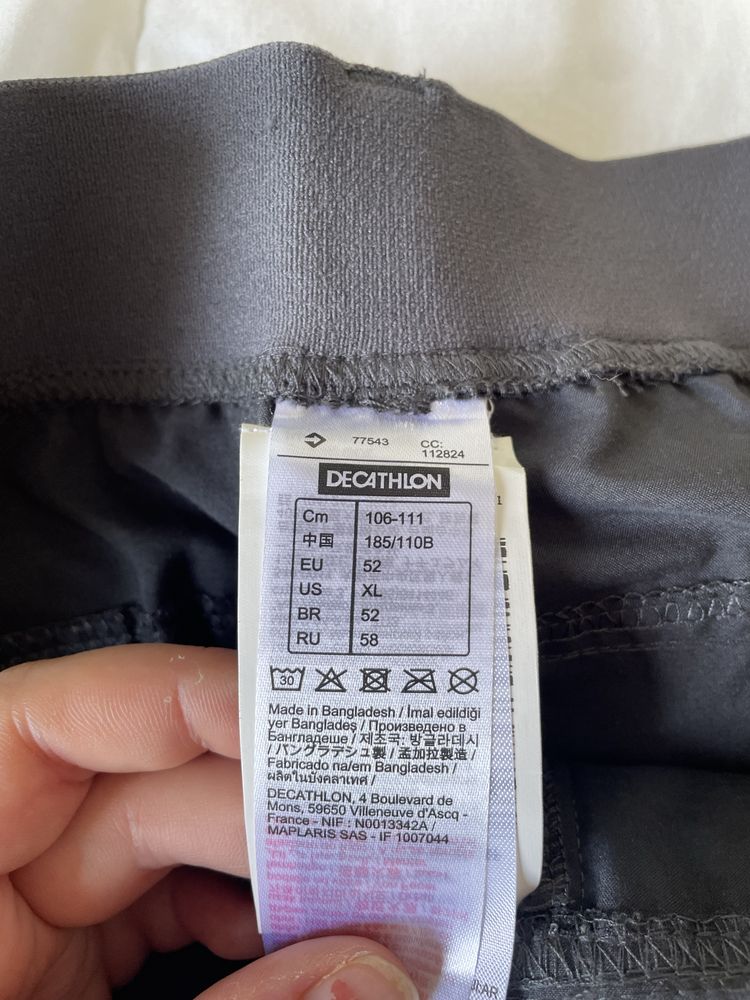 77543 CC:
112824
DECATHLON
Cm 106-111
中国 185/110B
EU 52
US XL
BR 52
RU 58
30
Made in Bangladesh / İmal edildiği
yer Bangladeş / Произведено в
Бангладеше / 제조국: 방글라데시
/ バングラデシュ製 / 孟加拉製造 /
Fabricado na/em Bangladesh /
ผลิตในบังคลาเทศ /
DECATHLON, 4 Boulevard de
Mons, 59650 Villeneuve d'Ascq -
France - NIF : N0013342A /
MAPLARIS SAS - IF 1007044
1